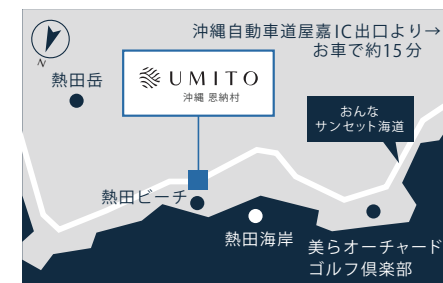 沖縄自動車道屋嘉IC出口より→
お車で約15分
N
熱田岳
UMITO
沖縄 恩納村
おんな
サンセット海道
熱田ビーチ
熱田海岸
美らオーチャード
ゴルフ倶楽部